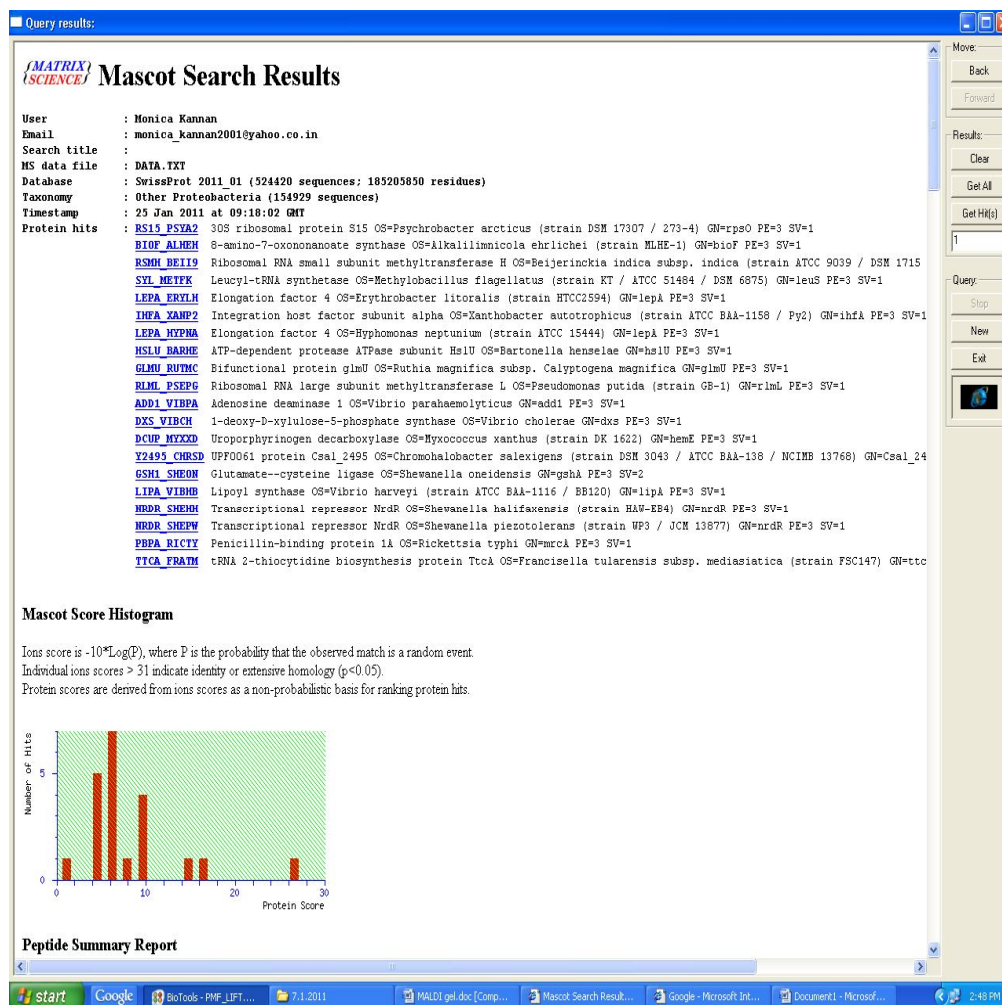 Query results:
{MATRIX SCIENCE} Mascot Search Results
User : Monica Kannan
Email : monica_kannan2001@yahoo.co.in
Search title :
MS data file : DATA.TXT
Database : SwissProt 2011_01 (524420 sequences; 185205850 residues)
Taxonomy : Other Proteobacteria (154929 sequences)
Timestamp : 25 Jan 2011 at 09:18:02 GMT
Protein hits : RS15_PSYA2 30S ribosomal protein S15 OS=Psychrobacter arcticus (strain DSM 17307 / 273-4) GN=rpsO PE=3 SV=1
BIOF_ALHEH 8-amino-7-oxononanoate synthase OS=Alkalilimnicola ehrlichei (strain MLHE-1) GN=bioF PE=3 SV=1
RSMH_BEII9 Ribosomal RNA small subunit methyltransferase H OS=Beijerinckia indica subsp. indica (strain ATCC 9039 / DSM 1715
SYL_METFK Leucyl-tRNA synthetase OS=Methylobacillus flagellatus (strain KT / ATCC 51484 / DSM 6875) GN=leuS PE=3 SV=1
LEPA_ERYLH Elongation factor 4 OS=Erythrobacter litoralis (strain HTCC2594) GN=lepA PE=3 SV=1
IHFA_XANP2 Integration host factor subunit alpha OS=Xanthobacter autotrophicus (strain ATCC BAA-1158 / Py2) GN=ihfA PE=3 SV=1
LEPA_HYPNA Elongation factor 4 OS=Hyphomonas neptunium (strain ATCC 15444) GN=lepA PE=3 SV=1
HSLU_BARHE ATP-dependent protease ATPase subunit HslU OS=Bartonella henselae GN=hslU PE=3 SV=1
GLMU_RUTMC Bifunctional protein glmU OS=Ruthia magnifica subsp. Calyptogena magnifica GN=glmU PE=3 SV=1
RLML_PSEPG Ribosomal RNA large subunit methyltransferase L OS=Pseudomonas putida (strain GB-1) GN=rlmL PE=3 SV=1
ADD1_VIBPA Adenosine deaminase 1 OS=Vibrio parahaemolyticus GN=add1 PE=3 SV=1
DXS_VIBCH 1-deoxy-D-xylulose-5-phosphate synthase OS=Vibrio cholerae GN=dxs PE=3 SV=1
DCUP_MYXXD Uroporphyrinogen decarboxylase OS=Myxococcus xanthus (strain DK 1622) GN=hemE PE=3 SV=1
Y2495_CHRSD UPF0061 protein Csal_2495 OS=Chromohalobacter salexigens (strain DSM 3043 / ATCC BAA-138 / NCIMB 13768) GN=Csal_24
GSH1_SHEON Glutamate--cysteine ligase OS=Shewanella oneidensis GN=gshA PE=3 SV=2
LIPA_VIBHB Lipoyl synthase OS=Vibrio harveyi (strain ATCC BAA-1116 / BB120) GN=lipA PE=3 SV=1
NRDR_SHEHH Transcriptional repressor NrdR OS=Shewanella halifaxensis (strain HAW-EB4) GN=nrdR PE=3 SV=1
NRDR_SHEPW Transcriptional repressor NrdR OS=Shewanella piezotolerans (strain WP3 / JCM 13877) GN=nrdR PE=3 SV=1
PBPA_RICTY Penicillin-binding protein 1A OS=Rickettsia typhi GN=mrcA PE=3 SV=1
TTCA_FRATM tRNA 2-thiocytidine biosynthesis protein TtcA OS=Francisella tularensis subsp. mediasiatica (strain FSC147) GN=ttc
Mascot Score Histogram
Ions score is -10*Log(P), where P is the probability that the observed match is a random event.
Individual ions scores > 31 indicate identity or extensive homology (p<0.05).
Protein scores are derived from ions scores as a non-probabilistic basis for ranking protein hits.
Number of Hits
5
0
0 10 20 30
Protein Score
Peptide Summary Report
Move:
Back
Forward
Results:
Clear
Get All
Get Hit(s)
1
Query:
Stop
New
Exit
start Google BioTools - PMF_LIFT.... 7.1.2011 MALDI gel.doc [Comp... Mascot Search Result... Google - Microsoft Int... Document1 - Microsof... 2:48 PM